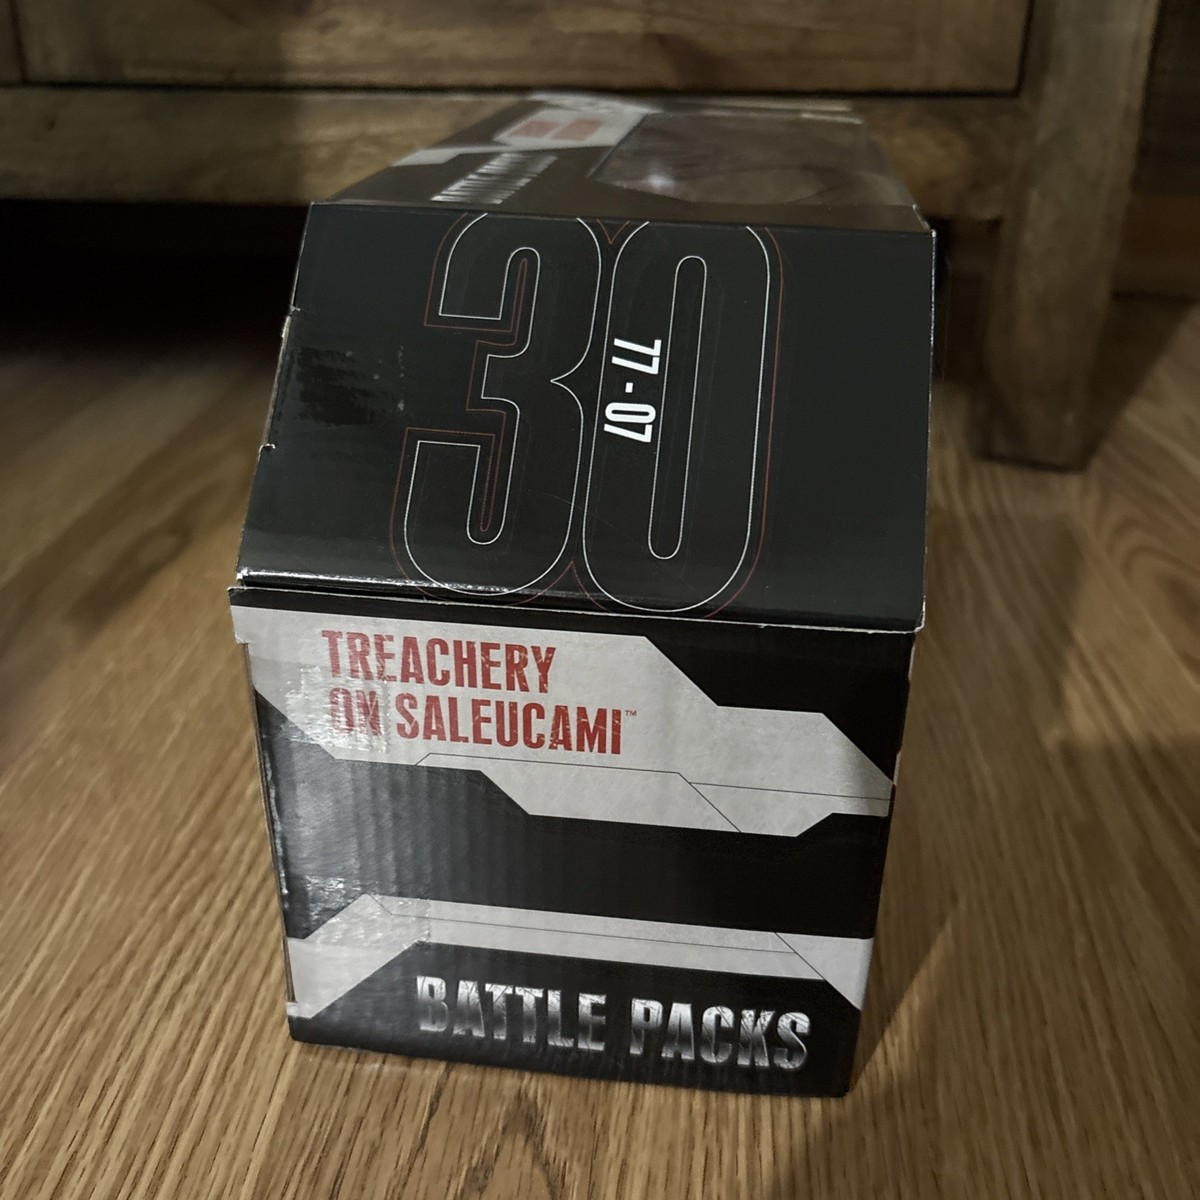 30
77 - 07
TREACHERY
ON SALEUCAMI™
BATTLE PACKS